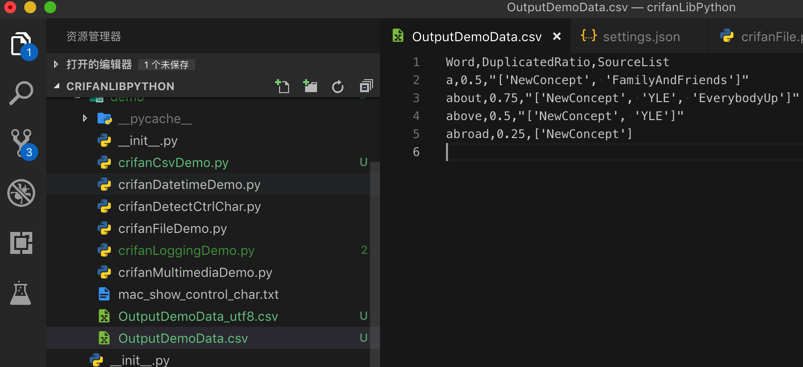 OutputDemoData.csv — crifanLibPython
资源管理器
打开的编辑器 1 个未保存
CRIFANLIBPYTHON
demo
__pycache__
__init__.py
crifanCsvDemo.py U
crifanDatetimeDemo.py
crifanDetectCtrlChar.py
crifanFileDemo.py
crifanLoggingDemo.py 2
crifanMultimediaDemo.py
mac_show_control_char.txt
OutputDemoData_utf8.csv U
OutputDemoData.csv U
__init__.py
1
3
OutputDemoData.csv × settings.json crifanFile.p
1 Word,DuplicatedRatio,SourceList
2 a,0.5,"['NewConcept', 'FamilyAndFriends']"
3 about,0.75,"['NewConcept', 'YLE', 'EverybodyUp']"
4 above,0.5,"['NewConcept', 'YLE']"
5 abroad,0.25,['NewConcept']
6